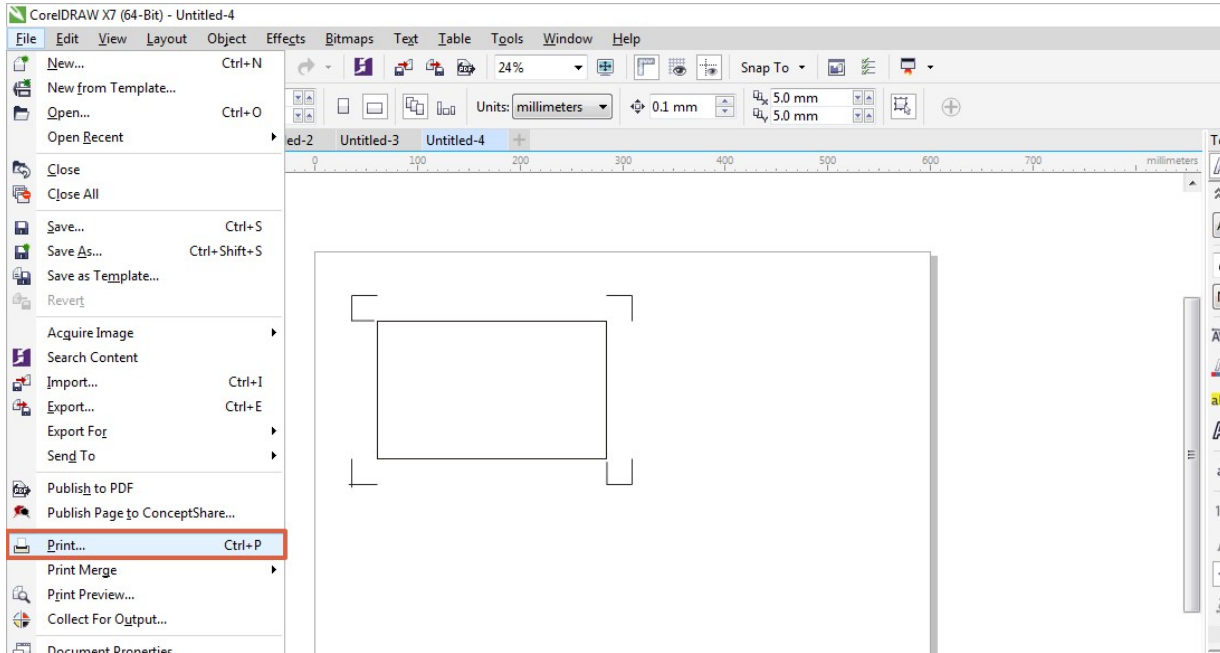 CorelDRAW X7 (64-Bit) - Untitled-4
File Edit View Layout Object Effects Bitmaps Text Table Tools Window Help
New... Ctrl+N
24% Snap To
New from Template...
Open... Ctrl+O
Units: millimeters 0.1 mm 5.0 mm
5.0 mm
Open Recent
ed-2 Untitled-3 Untitled-4
0 100 200 300 400 500 600 700 millimeters
Close
Close All
Save... Ctrl+S
Save As... Ctrl+Shift+S
Save as Template...
Revert
Acquire Image
Search Content
Import... Ctrl+I
Export... Ctrl+E
Export For
Send To
Publish to PDF
Publish Page to ConceptShare...
Print... Ctrl+P
Print Merge
Print Preview...
Collect For Output...
Document Properties